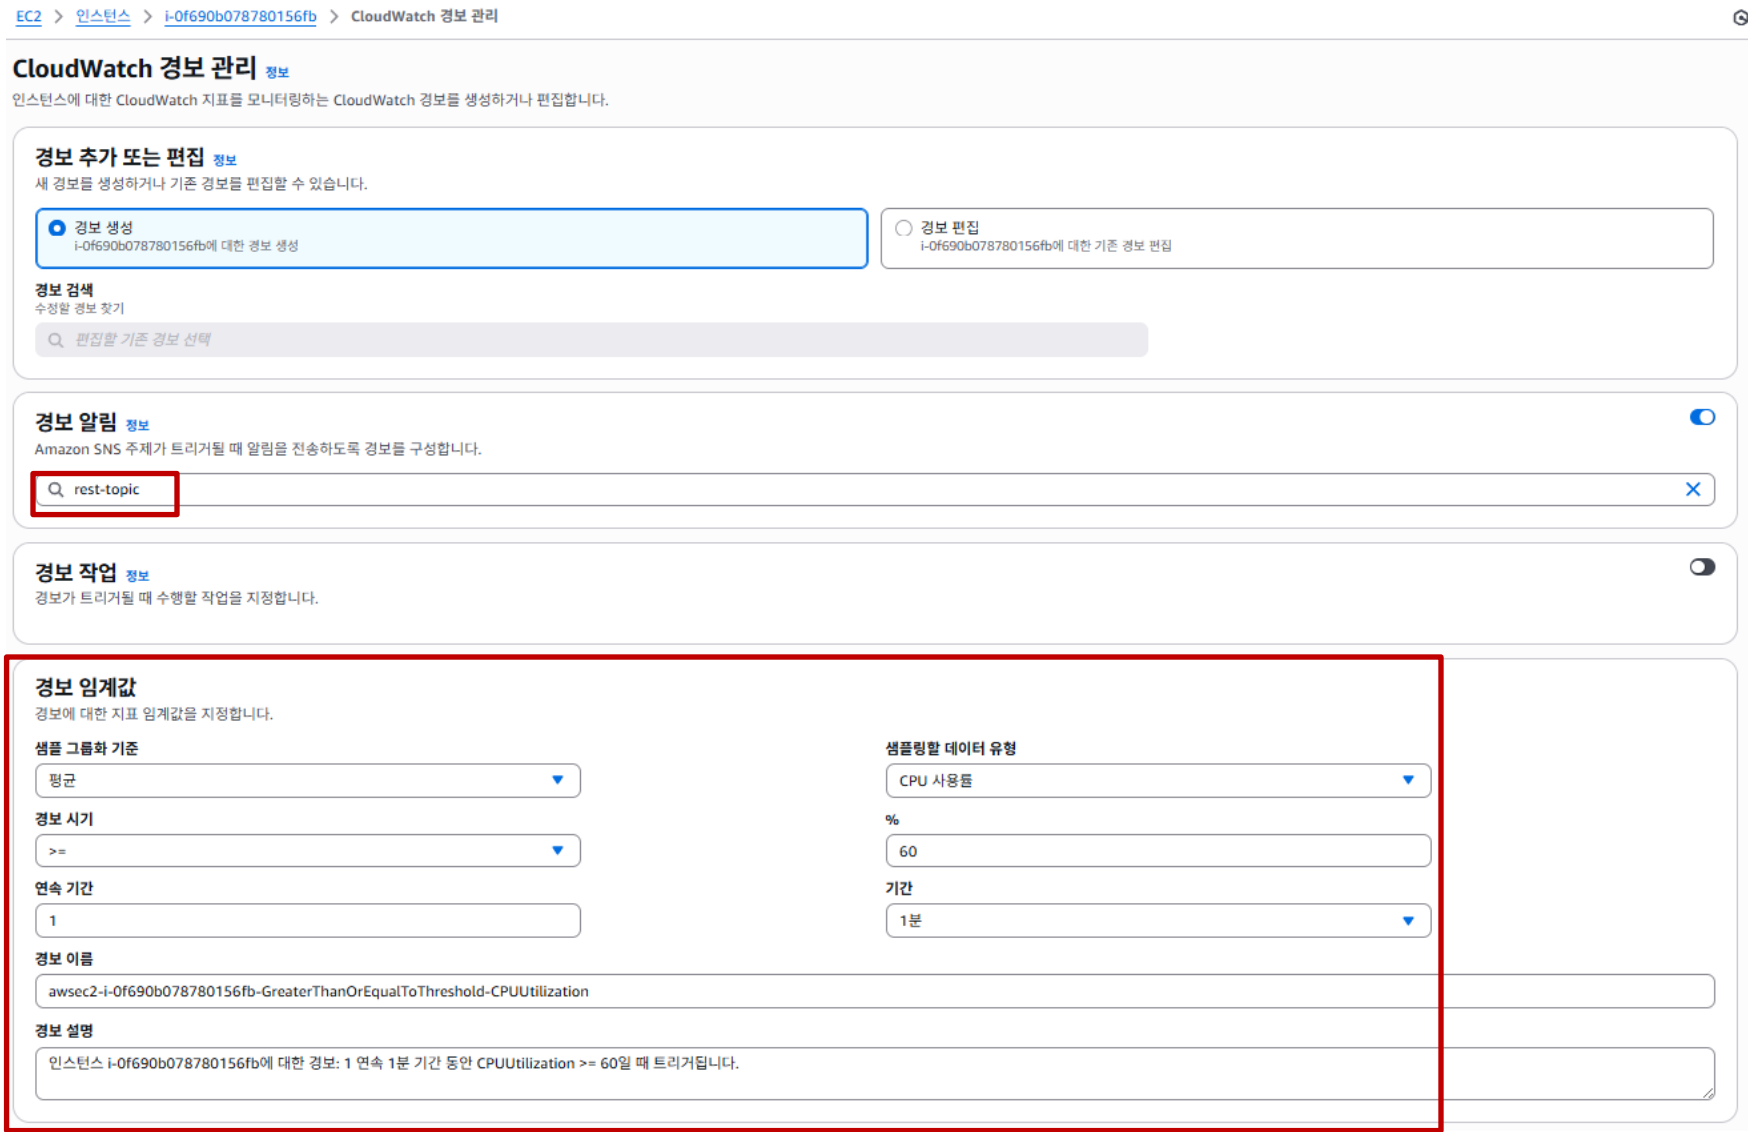 EC2 > 인스턴스 > i-0f690b078780156fb > CloudWatch 경보 관리
CloudWatch 경보 관리 정보
인스턴스에 대한 CloudWatch 지표를 모니터링하는 CloudWatch 경보를 생성하거나 편집합니다.
경보 추가 또는 편집 정보
새 경보를 생성하거나 기존 경보를 편집할 수 있습니다.
경보 생성
i-0f690b078780156fb에 대한 경보 생성
경보 편집
i-0f690b078780156fb에 대한 기존 경보 편집
경보 검색
수정할 경보 찾기
편집할 기존 경보 선택
경보 알림 정보
Amazon SNS 주제가 트리거될 때 알림을 전송하도록 경보를 구성합니다.
rest-topic
경보 작업 정보
경보가 트리거될 때 수행할 작업을 지정합니다.
경보 임계값
경보에 대한 지표 임계값을 지정합니다.
샘플 그룹화 기준
평균
샘플링할 데이터 유형
CPU 사용률
경보 시기
>=
%
60
연속 기간
1
기간
1분
경보 이름
awsec2-i-0f690b078780156fb-GreaterThanOrEqualToThreshold-CPUUtilization
경보 설명
인스턴스 i-0f690b078780156fb에 대한 경보: 1 연속 1분 기간 동안 CPUUtilization >= 60일 때 트리거됩니다.